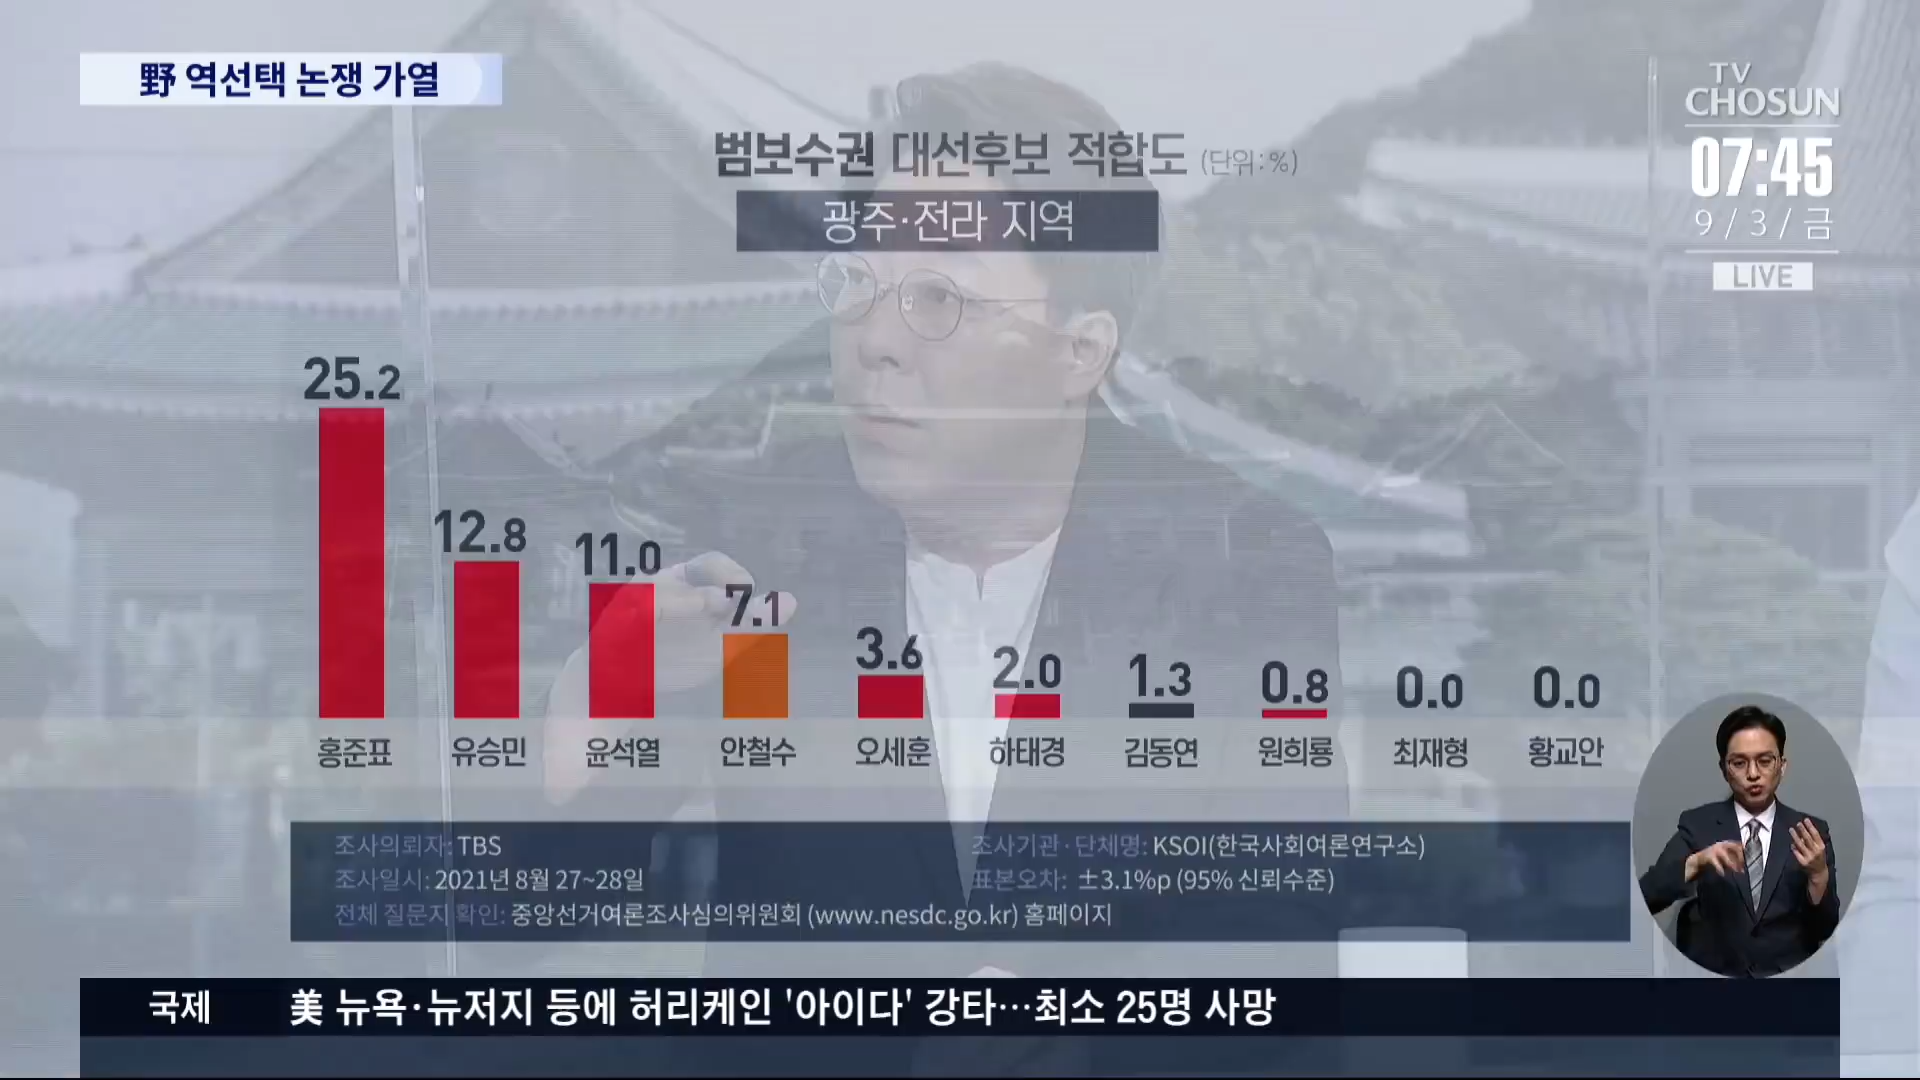 野 역선택 논쟁 가열
TV CHOSUN
07:45
9/3/금
LIVE
범보수권 대선후보 적합도 (단위:%)
광주·전라 지역
25.2
12.8
11.0
7.1
3.6
2.0
1.3
0.8
0.0
0.0
홍준표
유승민
윤석열
안철수
오세훈
하태경
김동연
원희룡
최재형
황교안
조사의뢰자: TBS
조사기관·단체명: KSOI(한국사회여론연구소)
조사일시: 2021년 8월 27~28일
표본오차: ±3.1%p (95% 신뢰수준)
전체 질문지 확인: 중앙선거여론조사심의위원회 (www.nesdc.go.kr) 홈페이지
국제
美 뉴욕·뉴저지 등에 허리케인 '아이다' 강타…최소 25명 사망